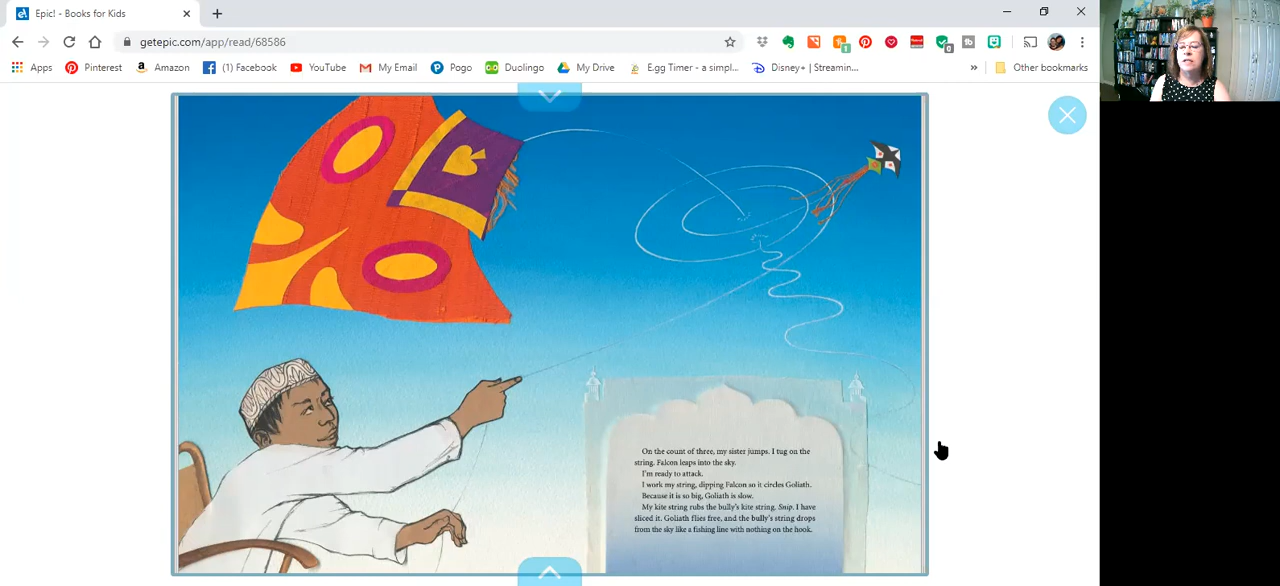 Epic! - Books for Kids
getepic.com/app/read/68586
Apps Pinterest Amazon (1) Facebook YouTube My Email Pogo Duolingo My Drive E.gg Timer - a simpl... Disney+ | Streamin... » Other bookmarks
On the count of three, my sister jumps. I tug on the
string. Falcon leaps into the sky.
I'm ready to attack.
I work my string, dipping Falcon so it circles Goliath.
Because it is so big, Goliath is slow.
My kite string rubs the bully's kite string. Snip. I have
sliced it. Goliath flies free, and the bully's string drops
from the sky like a fishing line with nothing on the hook.